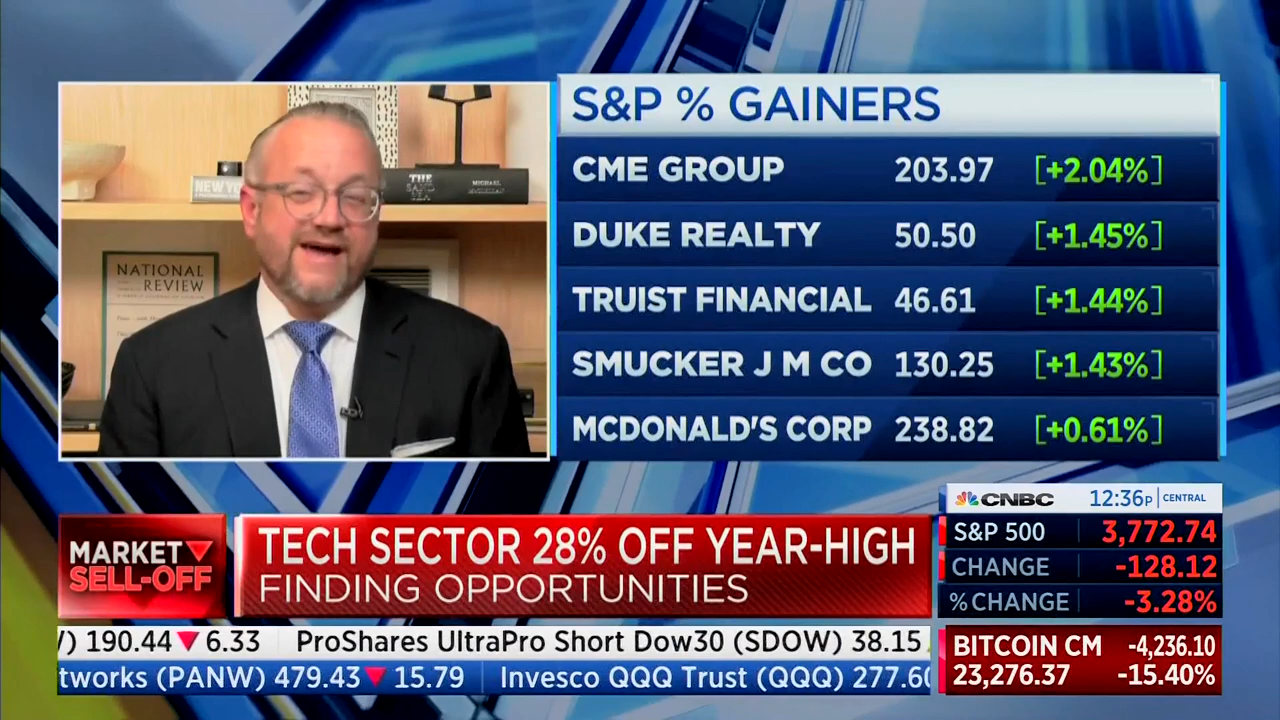 S&P % GAINERS
CME GROUP 203.97 [+2.04%]
DUKE REALTY 50.50 [+1.45%]
TRUIST FINANCIAL 46.61 [+1.44%]
SMUCKER J M CO 130.25 [+1.43%]
MCDONALD'S CORP 238.82 [+0.61%]
NEW Y
THE
MICHAEL
NATIONAL
REVIEW
MARKET
SELL-OFF
TECH SECTOR 28% OFF YEAR-HIGH
FINDING OPPORTUNITIES
CNBC 12:36P CENTRAL
S&P 500 3,772.74
CHANGE -128.12
% CHANGE -3.28%
BITCOIN CM -4,236.10
23,276.37 -15.40%
) 190.44 ▼ 6.33 ProShares UltraPro Short Dow30 (SDOW) 38.15
tworks (PANW) 479.43 ▼ 15.79 Invesco QQQ Trust (QQQ) 277.60